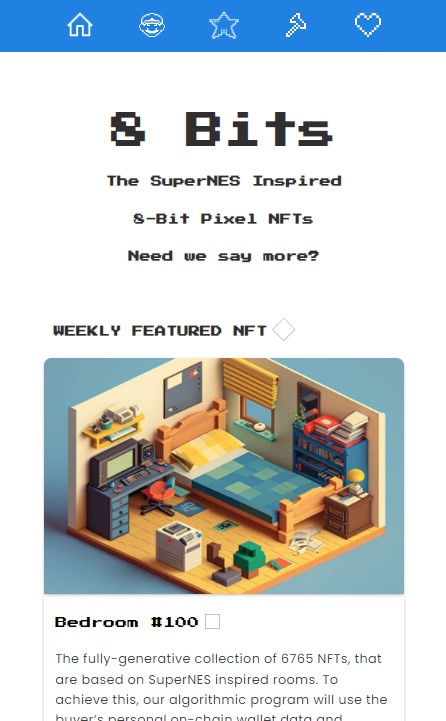 8 Bits
The SuperNES Inspired
8-Bit Pixel NFTs
Need we say more?
WEEKLY FEATURED NFT
Bedroom #100
The fully-generative collection of 6765 NFTs, that
are based on SuperNES inspired rooms. To
achieve this, our algorithmic program will use the
buyer's personal on-chain wallet data and